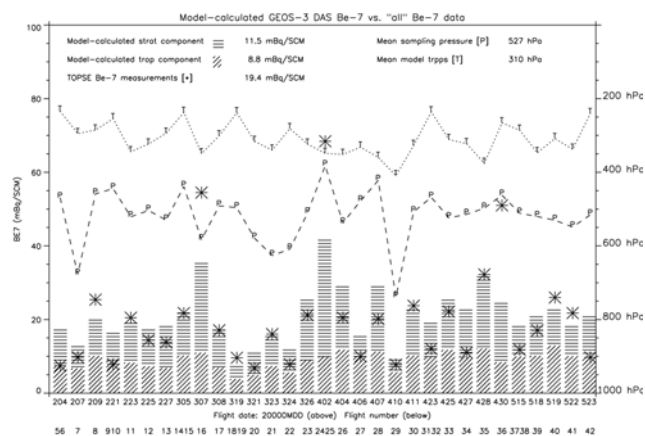 Model-calculated GEOS-3 DAS Be-7 vs. "all" Be-7 data
100
80
60
40
20
0
BE7 (mBq/SCM)
Model-calculated strat component 11.5 mBq/SCM
Model-calculated trop component 8.8 mBq/SCM
TOPSE Be-7 measurements [*] 19.4 mBq/SCM
Mean sampling pressure [P] 527 hPa
Mean model trpps [T] 310 hPa
200 hPa
400 hPa
600 hPa
800 hPa
1000 hPa
204 207 209 221 223 225 227 1415 307 308 319 321 323 324 326 402 404 406 407 410 411 423 425 427 428 430 515 518 519 522 523
Flight date: 20000MDD (above) Flight number (below)
56 7 8 910 11 12 13 1415 16 17 1819 20 21 22 23 2425 26 27 28 29 30 3132 33 34 35 36 3738 39 40 41 42